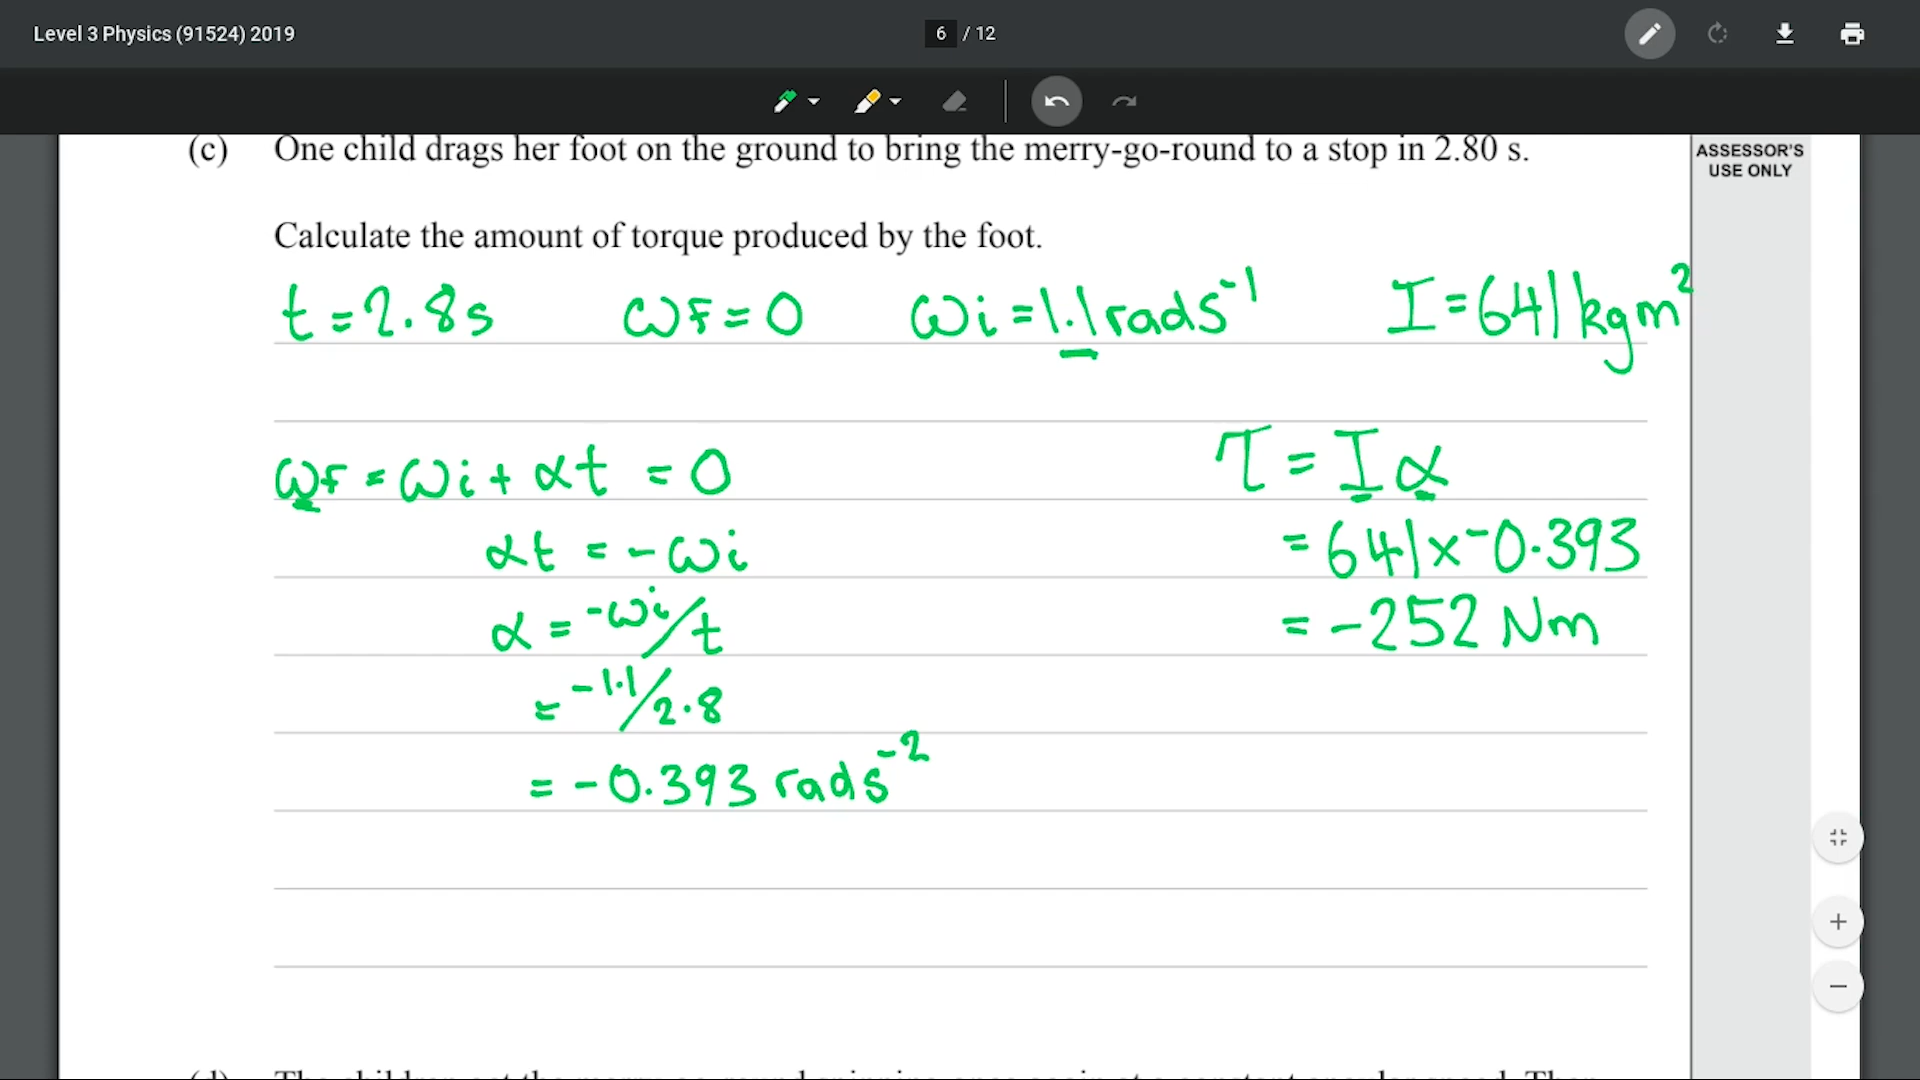 Level 3 Physics (91524) 2019
6 / 12
(c) One child drags her foot on the ground to bring the merry-go-round to a stop in 2.80 s.
ASSESSOR'S
USE ONLY
Calculate the amount of torque produced by the foot.
t = 2.8s ωf = 0 ωi = 1.1 rads⁻¹ I = 641 kgm²
ωf = ωi + αt = 0
αt = -ωi
α = -ωi/t
= -1.1/2.8
= -0.393 rads⁻²
τ = Iα
= 641 x -0.393
= -252 Nm